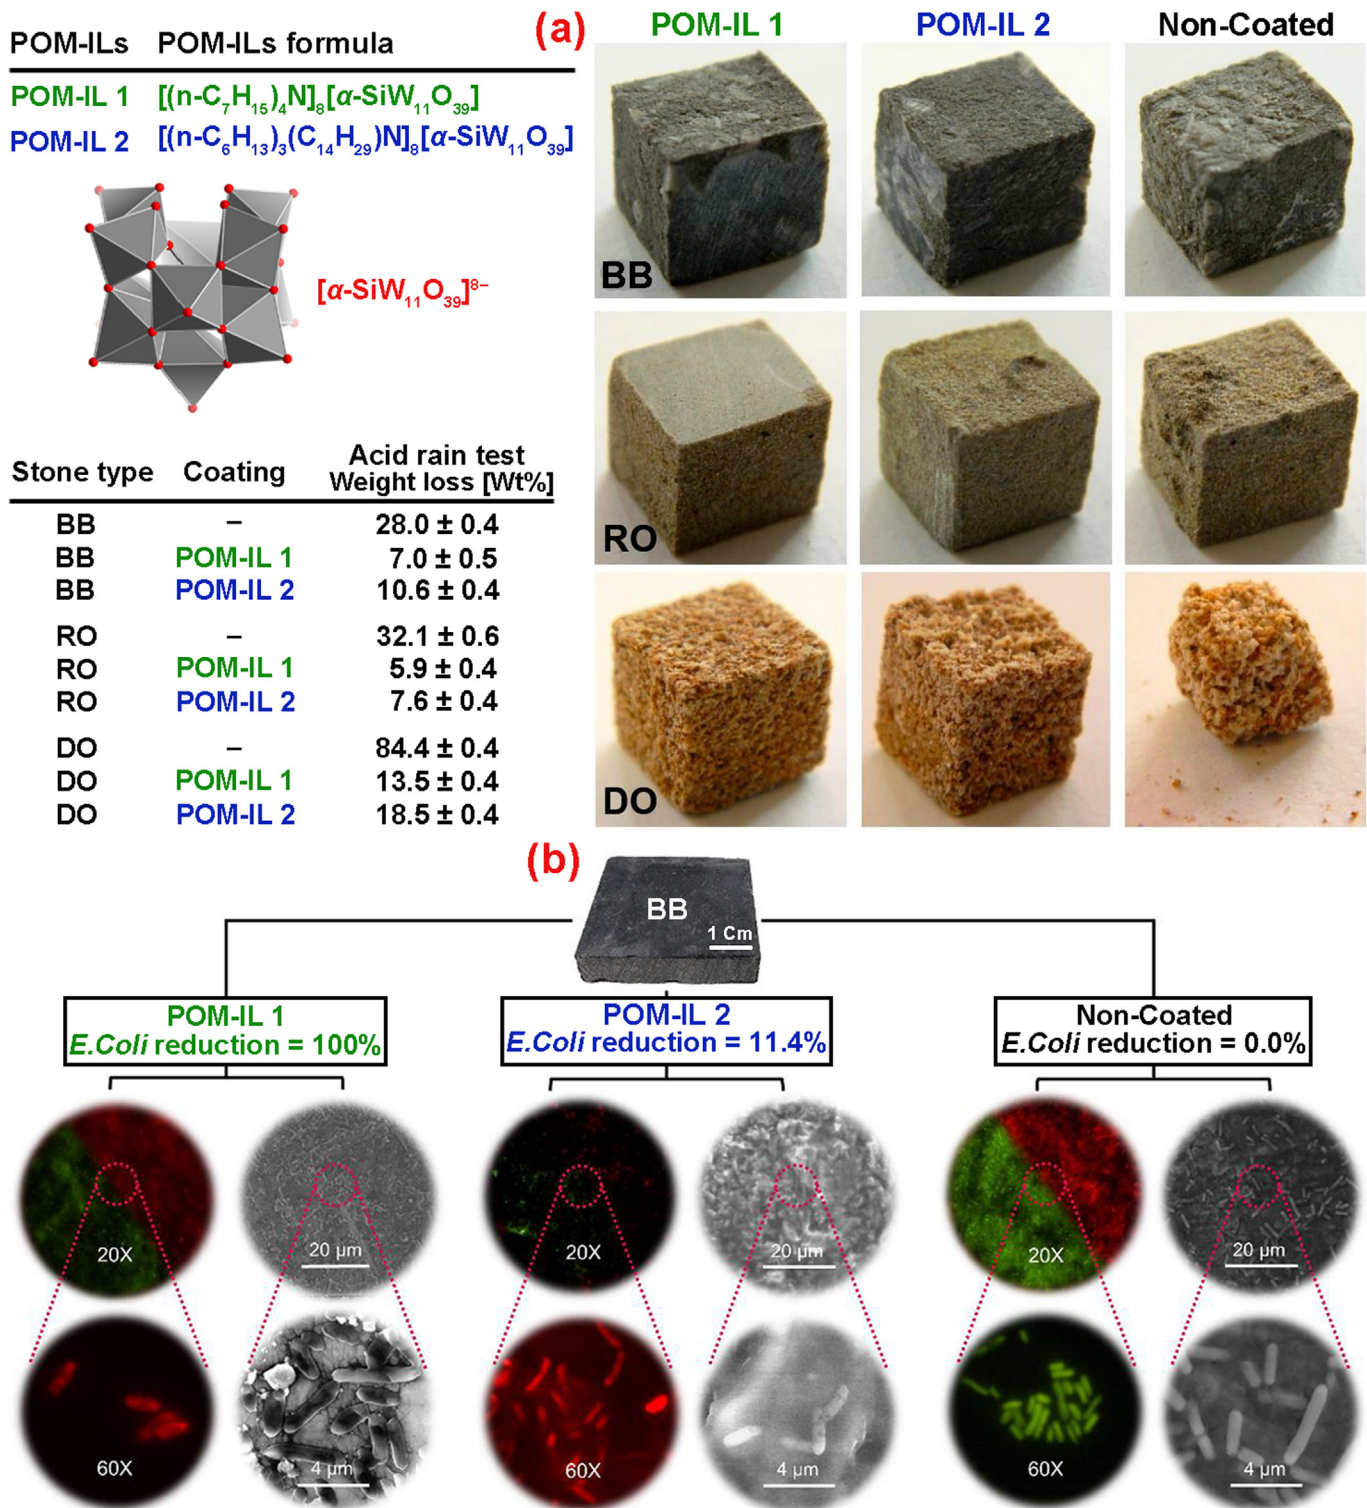 POM-ILs POM-ILs formula
POM-IL 1 [(n-C₇H₁₅)₄N]₈[α-SiW₁₁O₃₉]
POM-IL 2 [(n-C₆H₁₃)₃(C₁₄H₂₉)N]₈[α-SiW₁₁O₃₉]
[α-SiW₁₁O₃₉]⁸⁻
Stone type Coating Acid rain test
Weight loss [Wt%]
BB – 28.0 ± 0.4
BB POM-IL 1 7.0 ± 0.5
BB POM-IL 2 10.6 ± 0.4
RO – 32.1 ± 0.6
RO POM-IL 1 5.9 ± 0.4
RO POM-IL 2 7.6 ± 0.4
DO – 84.4 ± 0.4
DO POM-IL 1 13.5 ± 0.4
DO POM-IL 2 18.5 ± 0.4
(a)
POM-IL 1 POM-IL 2 Non-Coated
BB
RO
DO
(b)
BB
1 Cm
POM-IL 1
E.Coli reduction = 100%
POM-IL 2
E.Coli reduction = 11.4%
Non-Coated
E.Coli reduction = 0.0%
20X 20 µm 20X 20 µm 20X 20 µm
60X 4 µm 60X 4 µm 60X 4 µm